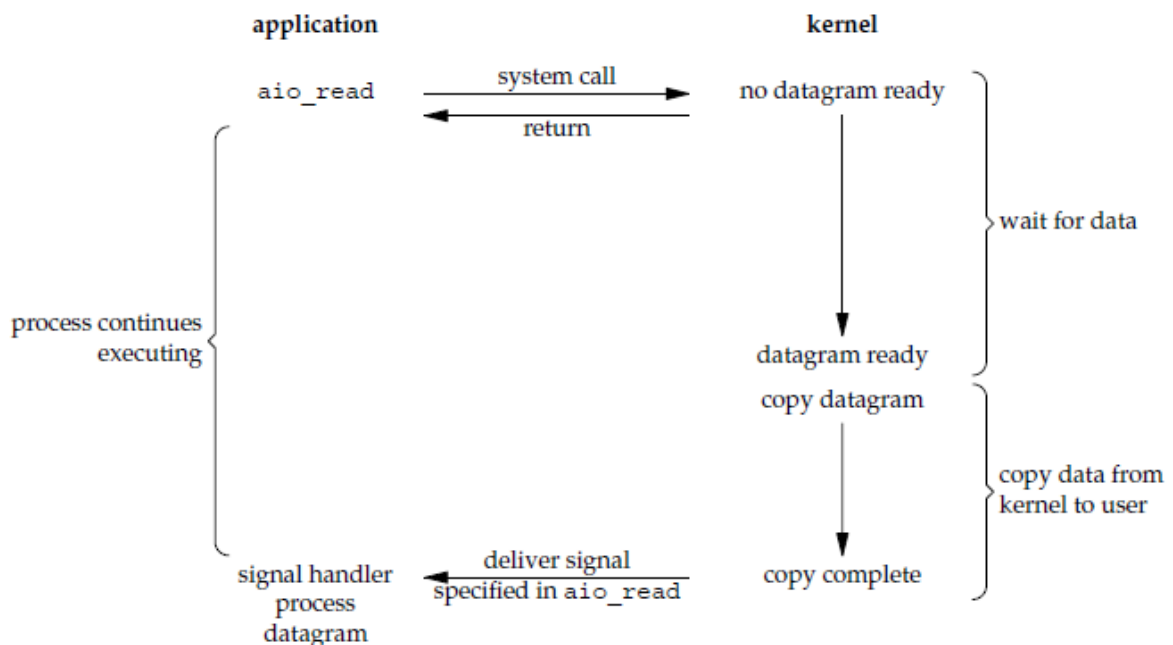 application
kernel
aio_read
system call
no datagram ready
return
wait for data
process continues
executing
datagram ready
copy datagram
copy data from
kernel to user
signal handler
process
datagram
deliver signal
specified in aio_read
copy complete